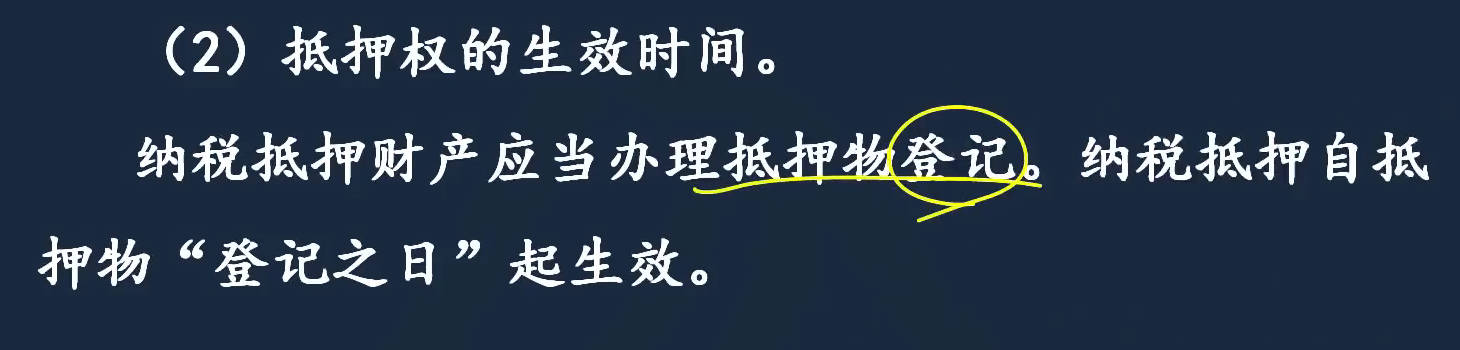 （2）抵押权的生效时间。
纳税抵押财产应当办理抵押物登记。纳税抵押自抵
押物“登记之日”起生效。